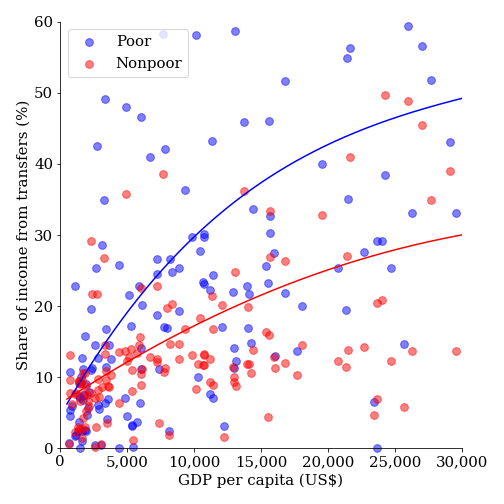 60
50
40
30
20
10
0
Share of income from transfers (%)
Poor
Nonpoor
0 5,000 10,000 15,000 20,000 25,000 30,000
GDP per capita (US$)